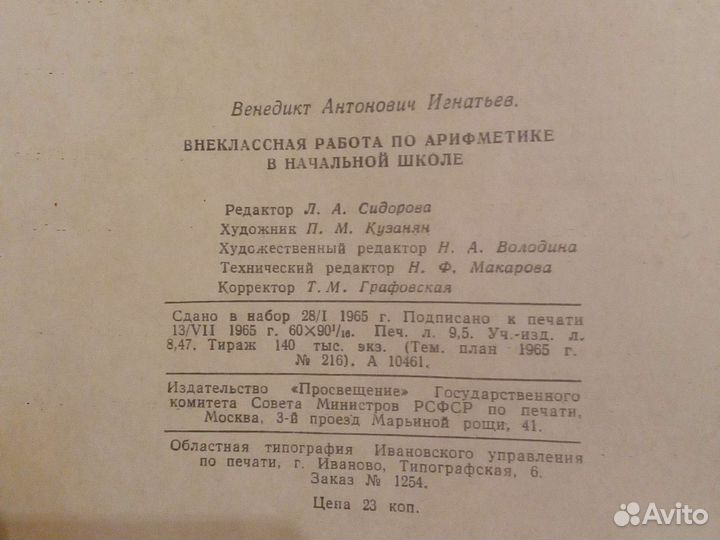 Венедикт Антонович Игнатьев.
ВНЕКЛАССНАЯ РАБОТА ПО АРИФМЕТИКЕ
В НАЧАЛЬНОЙ ШКОЛЕ
Редактор Л. А. Сидорова
Художник П. М. Кузанян
Художественный редактор Н. А. Володина
Технический редактор Н. Ф. Макарова
Корректор Т. М. Графовская
Сдано в набор 28/I 1965 г. Подписано к печати
13/VII 1965 г. 60×90¹/₁₆. Печ. л. 9,5. Уч.-изд. л.
8,47. Тираж 140 тыс. экз. (Тем. план 1965 г.
№ 216). А 10461.
Издательство «Просвещение» Государственного
комитета Совета Министров РСФСР по печати.
Москва, 3-й проезд Марьиной рощи, 41.
Областная типография Ивановского управления
по печати, г. Иваново, Типографская, 6.
Заказ № 1254.
Цена 23 коп.
Avito